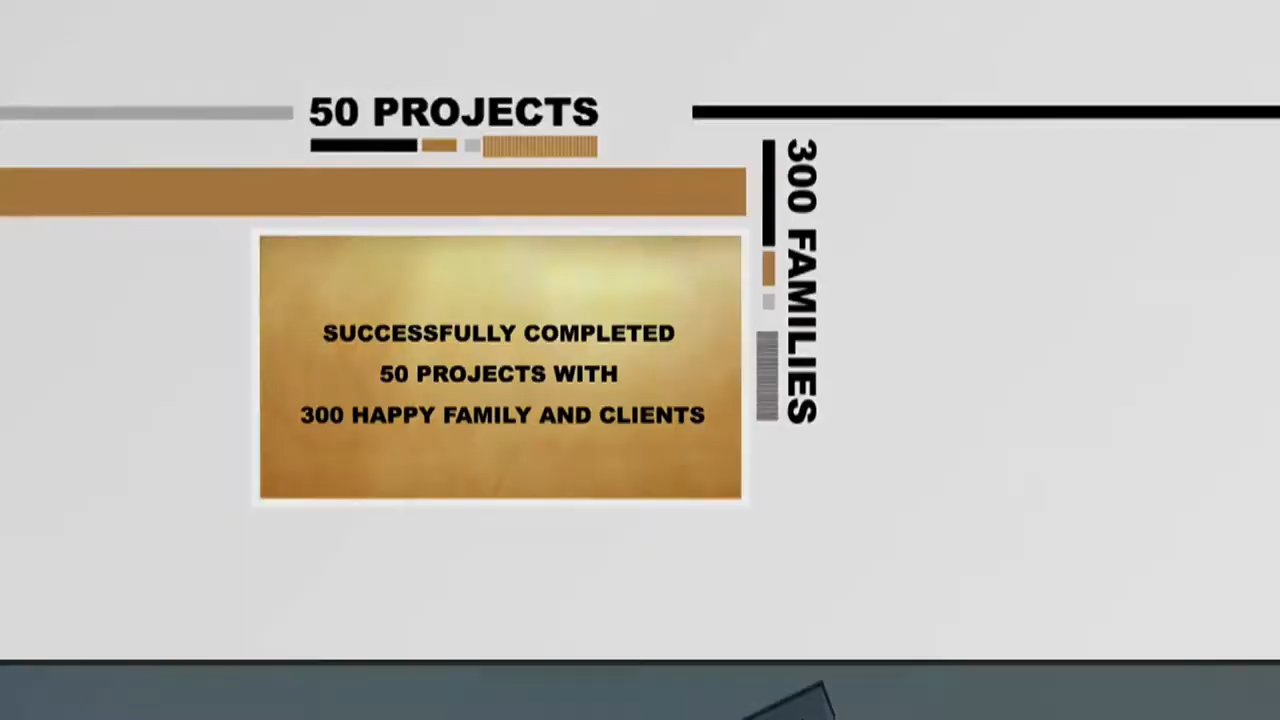 50 PROJECTS
300 FAMILIES
SUCCESSFULLY COMPLETED
50 PROJECTS WITH
300 HAPPY FAMILY AND CLIENTS